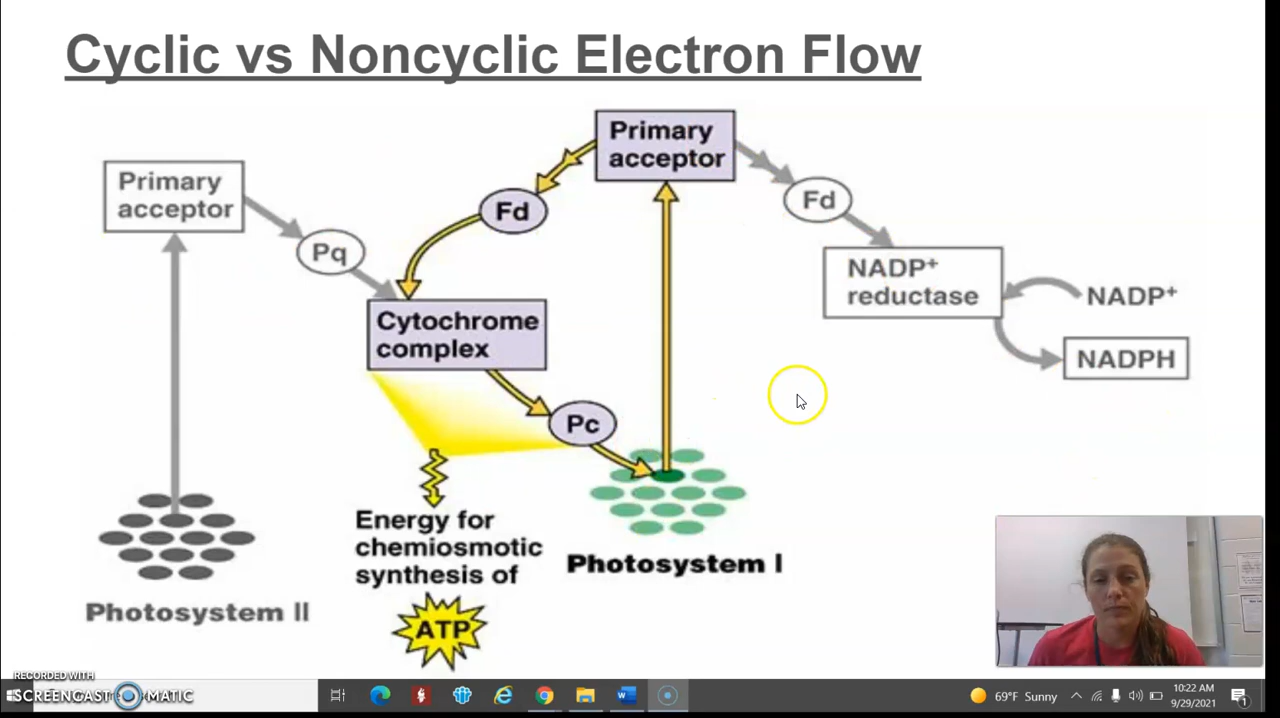 Cyclic vs Noncyclic Electron Flow
Primary
acceptor
Primary
acceptor
Fd
Fd
Pq
NADP+
reductase
NADP+
NADPH
Cytochrome
complex
Pc
Energy for
chemiosmotic
synthesis of
ATP
Photosystem I
Photosystem II
RECORDED WITH
SCREENCAST MATIC
69°F Sunny
10:22 AM
9/29/2021
1